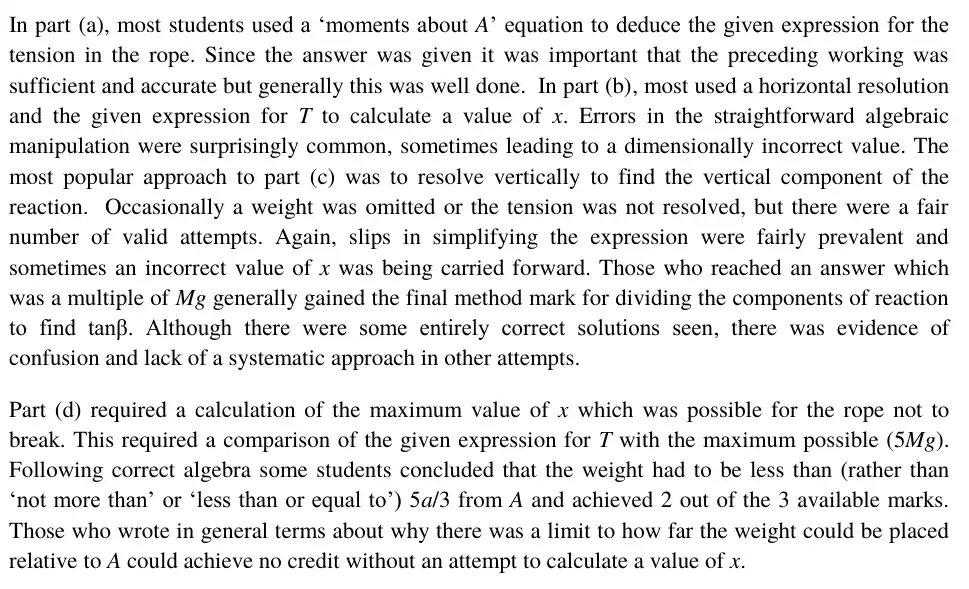 In part (a), most students used a ‘moments about A’ equation to deduce the given expression for the
tension in the rope. Since the answer was given it was important that the preceding working was
sufficient and accurate but generally this was well done. In part (b), most used a horizontal resolution
and the given expression for T to calculate a value of x. Errors in the straightforward algebraic
manipulation were surprisingly common, sometimes leading to a dimensionally incorrect value. The
most popular approach to part (c) was to resolve vertically to find the vertical component of the
reaction. Occasionally a weight was omitted or the tension was not resolved, but there were a fair
number of valid attempts. Again, slips in simplifying the expression were fairly prevalent and
sometimes an incorrect value of x was being carried forward. Those who reached an answer which
was a multiple of Mg generally gained the final method mark for dividing the components of reaction
to find tanβ. Although there were some entirely correct solutions seen, there was evidence of
confusion and lack of a systematic approach in other attempts.
Part (d) required a calculation of the maximum value of x which was possible for the rope not to
break. This required a comparison of the given expression for T with the maximum possible (5Mg).
Following correct algebra some students concluded that the weight had to be less than (rather than
‘not more than’ or ‘less than or equal to’) 5a/3 from A and achieved 2 out of the 3 available marks.
Those who wrote in general terms about why there was a limit to how far the weight could be placed
relative to A could achieve no credit without an attempt to calculate a value of x.